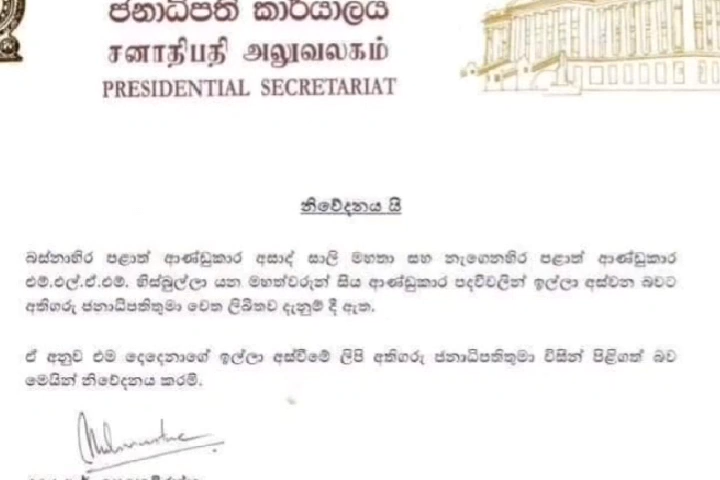 ජනාධිපති කාර්යාලය
சனாதிபதி அலுவலகம்
PRESIDENTIAL SECRETARIAT
නිවේදනය යි
බස්නාහිර පළාත් ආණ්ඩුකාර අසාද් සාලි මහතා සහ නැගෙනහිර පළාත් ආණ්ඩුකාර
එම්.එල්.ඒ.එම්. හිස්බුල්ලා යන මහත්වරුන් සිය ආණ්ඩුකාර පදවිවලින් ඉල්ලා අස්වන බවට
අතිගරු ජනාධිපතිතුමා වෙත ලිඛිතව දැනුම් දී ඇත.
ඒ අනුව එම දෙදෙනාගේ ඉල්ලා අස්වීමේ ලිපි අතිගරු ජනාධිපතිතුමා විසින් පිළිගත් බව
මෙයින් නිවේදනය කරමි.